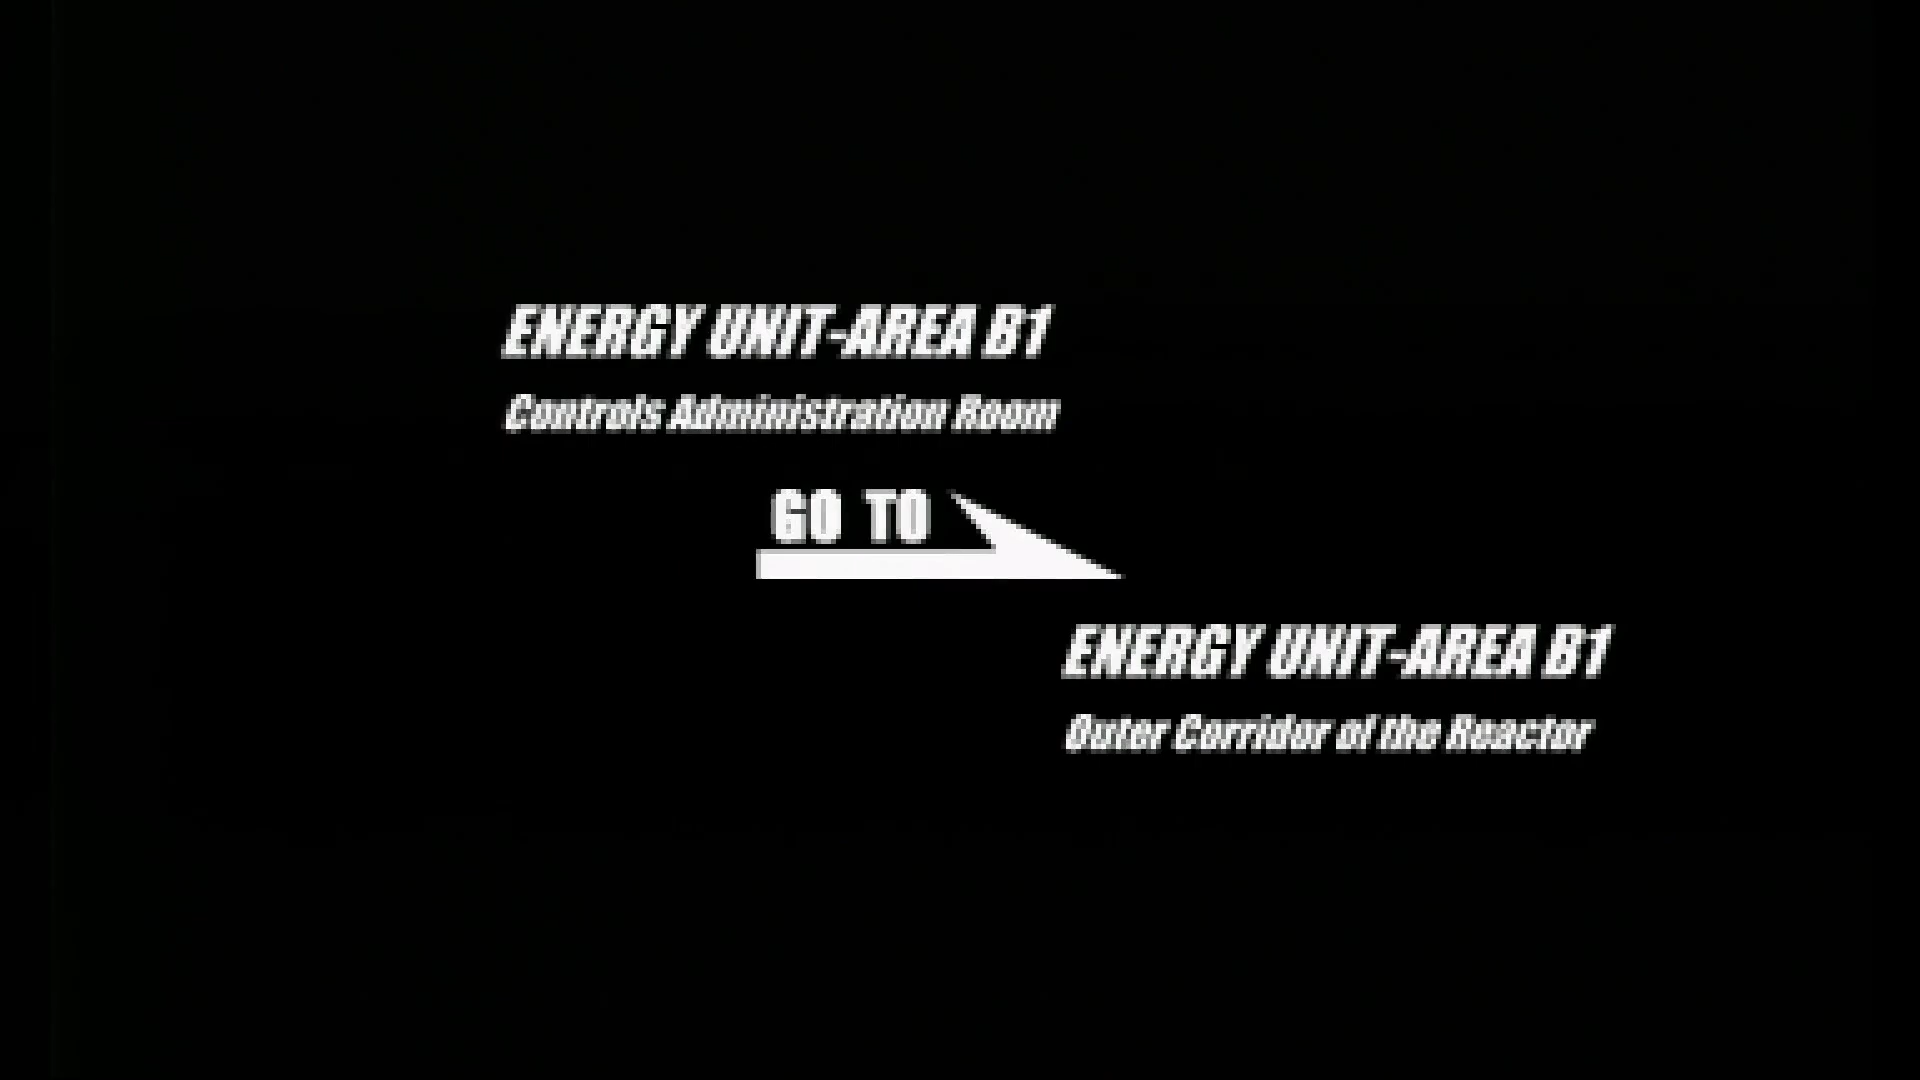 ENERGY UNIT-AREA B1
Controls Administration Room
GO TO
ENERGY UNIT-AREA B1
Outer Corridor of the Reactor